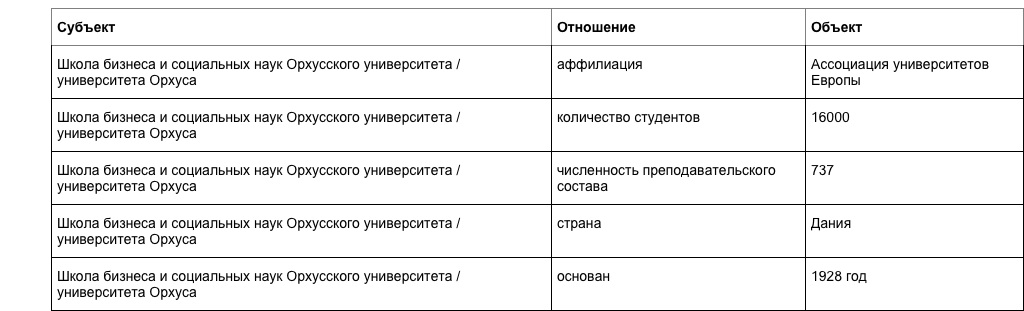 Субъект Отношение Объект
Школа бизнеса и социальных наук Орхусского университета / аффилиация Ассоциация университетов
университета Орхуса Европы
Школа бизнеса и социальных наук Орхусского университета / количество студентов 16000
университета Орхуса
Школа бизнеса и социальных наук Орхусского университета / численность преподавательского 737
университета Орхуса состава
Школа бизнеса и социальных наук Орхусского университета / страна Дания
университета Орхуса
Школа бизнеса и социальных наук Орхусского университета / основан 1928 год
университета Орхуса